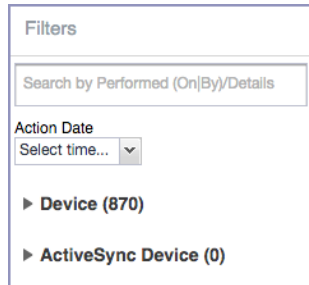 Filters
Search by Performed (On|By)/Details
Action Date
Select time...
Device (870)
ActiveSync Device (0)